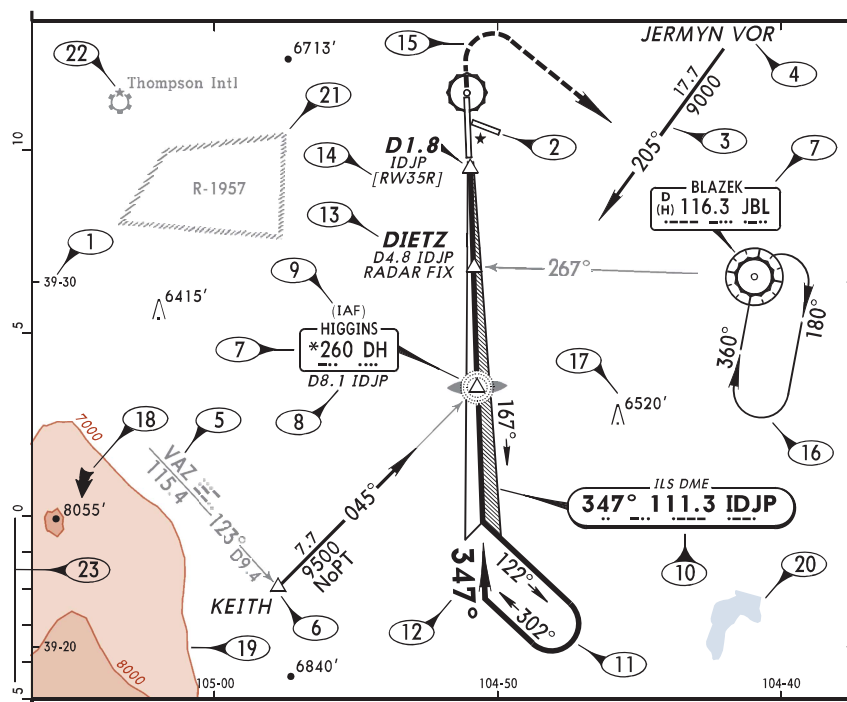 15
6713'
JERMYN VOR
22
Thompson Intl
4
17.7
9000
21
10
D1.8
IDJP
[RW35R]
14
2
205°
3
7
R-1957
BLAZEK
D
(H) 116.3 JBL
13
DIETZ
D4.8 IDJP
RADAR FIX
1
9
267°
39-30
(IAF)
6415'
HIGGINS
*260 DH
D8.1 IDJP
5
7
360°
180°
17
6520'
8
167°
16
7000
18
5
VAZ
115.4
123°
D9.4
8055'
045°
7.7
9500
NoPT
ILS DME
347° 111.3 IDJP
0
23
10
20
347°
122°
302°
KEITH
6
12
11
39-20
19
6840'
8000
5
105-00
104-50
104-40